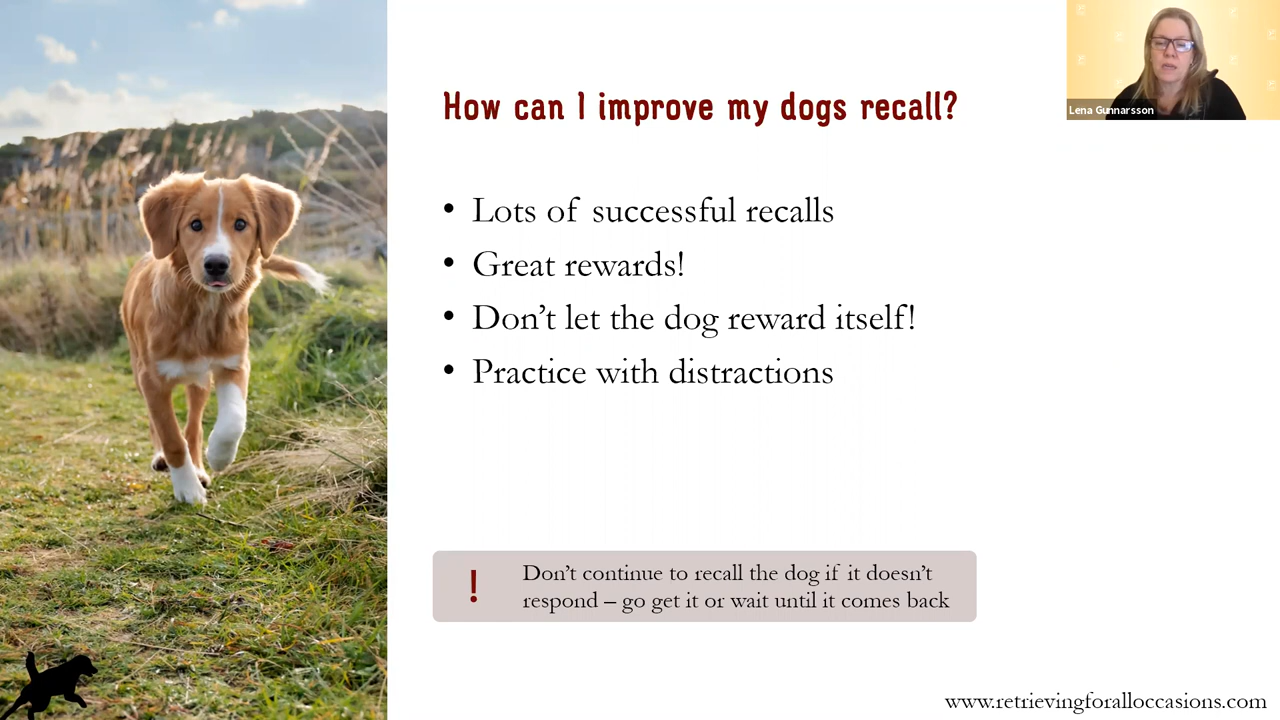 Lena Gunnarsson
How can I improve my dogs recall?
• Lots of successful recalls
• Great rewards!
• Don’t let the dog reward itself!
• Practice with distractions
!
Don’t continue to recall the dog if it doesn’t
respond – go get it or wait until it comes back
www.retrievingforalloccasions.com